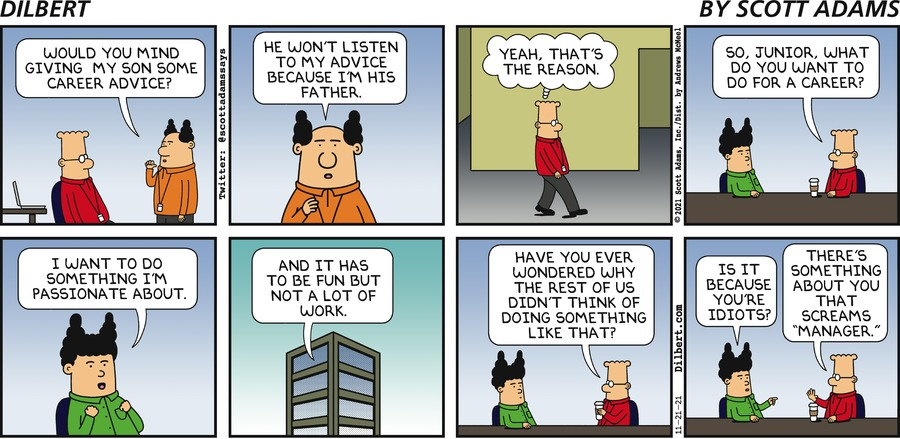 DILBERT
BY SCOTT ADAMS
WOULD YOU MIND
GIVING MY SON SOME
CAREER ADVICE?
Twitter: @scottadamssays
HE WON'T LISTEN
TO MY ADVICE
BECAUSE I'M HIS
FATHER.
YEAH, THAT'S
THE REASON.
©2021 Scott Adams, Inc./Dist. by Andrews McMeel
SO, JUNIOR, WHAT
DO YOU WANT TO
DO FOR A CAREER?
I WANT TO DO
SOMETHING I'M
PASSIONATE ABOUT.
AND IT HAS
TO BE FUN BUT
NOT A LOT OF
WORK.
HAVE YOU EVER
WONDERED WHY
THE REST OF US
DIDN'T THINK OF
DOING SOMETHING
LIKE THAT?
11-21-21 Dilbert.com
IS IT
BECAUSE
YOU'RE
IDIOTS?
THERE'S
SOMETHING
ABOUT YOU
THAT
SCREAMS
"MANAGER."